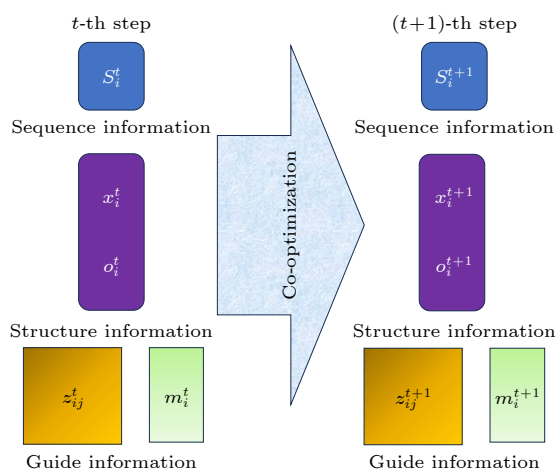 t-th step
(t+1)-th step
S_i^t
S_i^{t+1}
Sequence information
Sequence information
x_i^t
x_i^{t+1}
o_i^t
o_i^{t+1}
Co-optimization
Structure information
Structure information
z_{ij}^t
m_i^t
z_{ij}^{t+1}
m_i^{t+1}
Guide information
Guide information